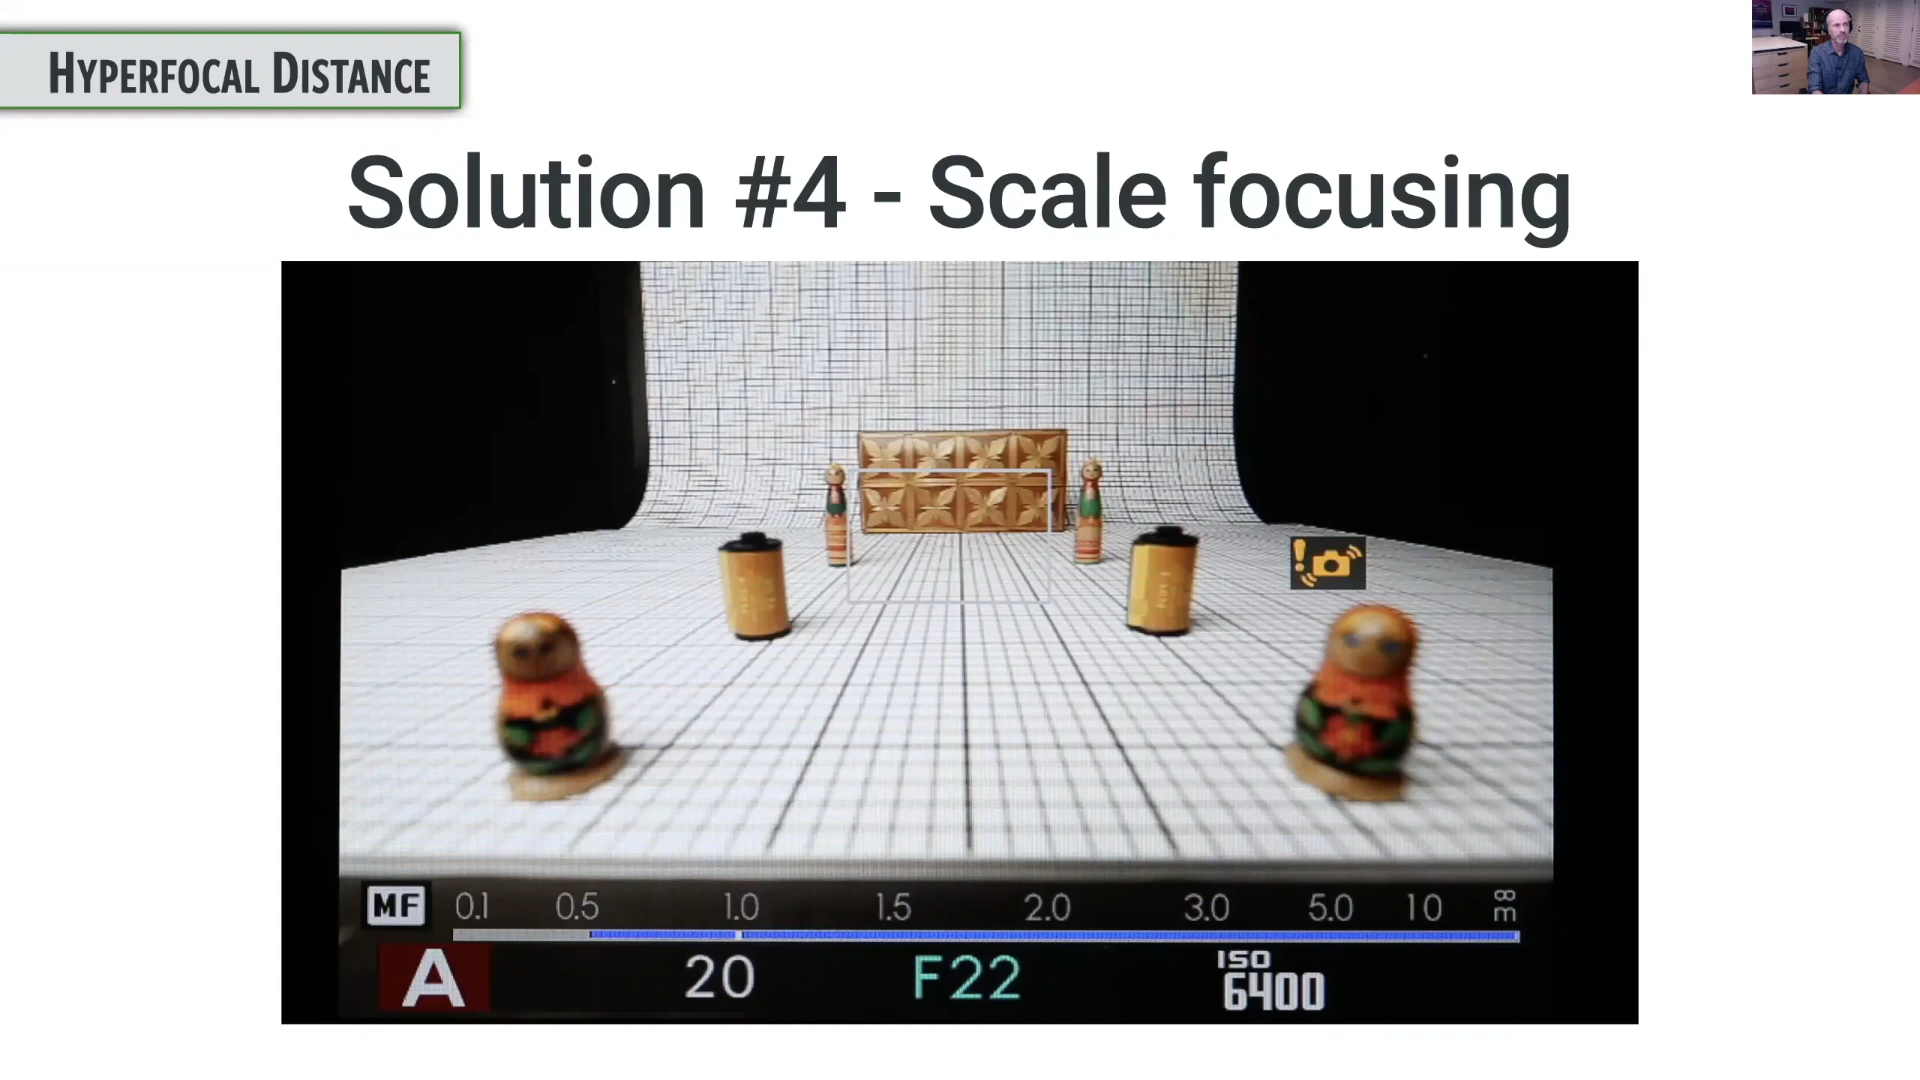 HYPERFOCAL DISTANCE
Solution #4 - Scale focusing
MF 0.1 0.5 1.0 1.5 2.0 3.0 5.0 10 ∞ m
A 20 F22 ISO 6400